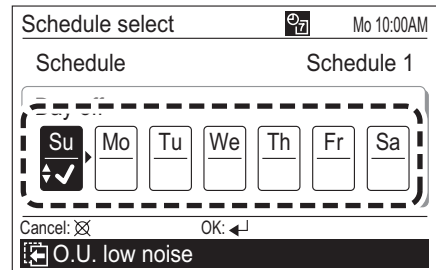 Schedule select 7 Mo 10:00AM
Schedule Schedule 1
Su Mo Tu We Th Fr Sa
Cancel: OK:
O.U. low noise